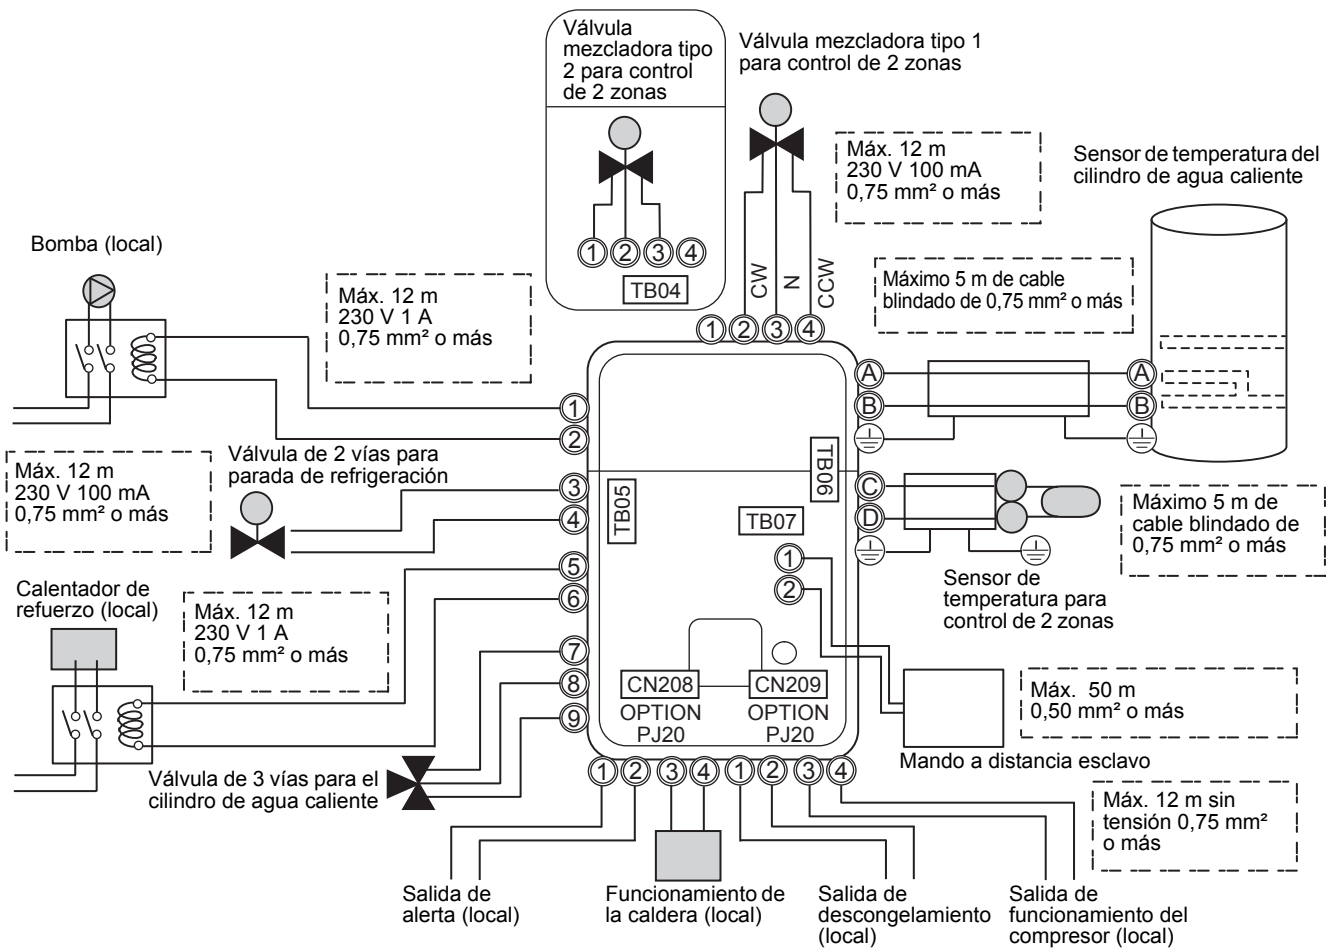 Válvula
mezcladora tipo
2 para control
de 2 zonas
1 2 3 4
TB04
Válvula mezcladora tipo 1
para control de 2 zonas
Máx. 12 m
230 V 100 mA
0,75 mm² o más
CW
N
CCW
1 2 3 4
Sensor de temperatura del
cilindro de agua caliente
Máximo 5 m de cable
blindado de 0,75 mm² o más
Bomba (local)
Máx. 12 m
230 V 1 A
0,75 mm² o más
A
B
A
B
1
2
Máx. 12 m
230 V 100 mA
0,75 mm² o más
Válvula de 2 vías para
parada de refrigeración
3
4
TB05
TB06
TB07
C
D
Máximo 5 m de
cable blindado de
0,75 mm² o más
Sensor de
temperatura para
control de 2 zonas
1
2
Calentador de
refuerzo (local)
Máx. 12 m
230 V 1 A
0,75 mm² o más
5
6
7
8
9
CN208
OPTION
PJ20
CN209
OPTION
PJ20
Máx. 50 m
0,50 mm² o más
Mando a distancia esclavo
Válvula de 3 vías para el
cilindro de agua caliente
1 2 3 4 1 2 3 4
Máx. 12 m sin
tensión 0,75 mm²
o más
Salida de
alerta (local)
Funcionamiento de
la caldera (local)
Salida de
descongelamiento
(local)
Salida de
funcionamiento del
compresor (local)